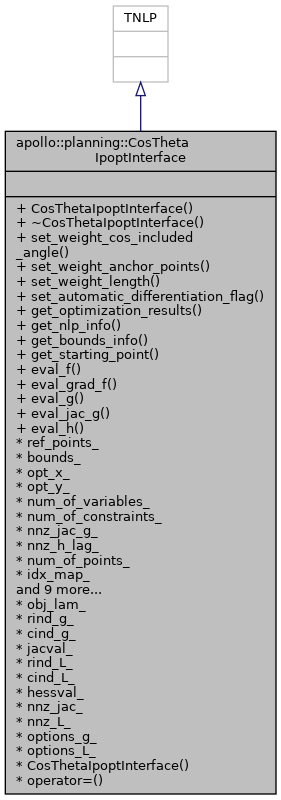 TNLP
apollo::planning::CosTheta
IpoptInterface
+ CosThetaIpoptInterface()
+ ~CosThetaIpoptInterface()
+ set_weight_cos_included
_angle()
+ set_weight_anchor_points()
+ set_weight_length()
+ set_automatic_differentiation_flag()
+ get_optimization_results()
+ get_nlp_info()
+ get_bounds_info()
+ get_starting_point()
+ eval_f()
+ eval_grad_f()
+ eval_g()
+ eval_jac_g()
+ eval_h()
* ref_points_
* bounds_
* opt_x_
* opt_y_
* num_of_variables_
* num_of_constraints_
* nnz_jac_g_
* nnz_h_lag_
* num_of_points_
* idx_map_
and 9 more...
* obj_lam_
* rind_g_
* cind_g_
* jacval_
* rind_L_
* cind_L_
* hessval_
* nnz_jac_
* nnz_L_
* options_g_
* options_L_
* CosThetaIpoptInterface()
* operator=()